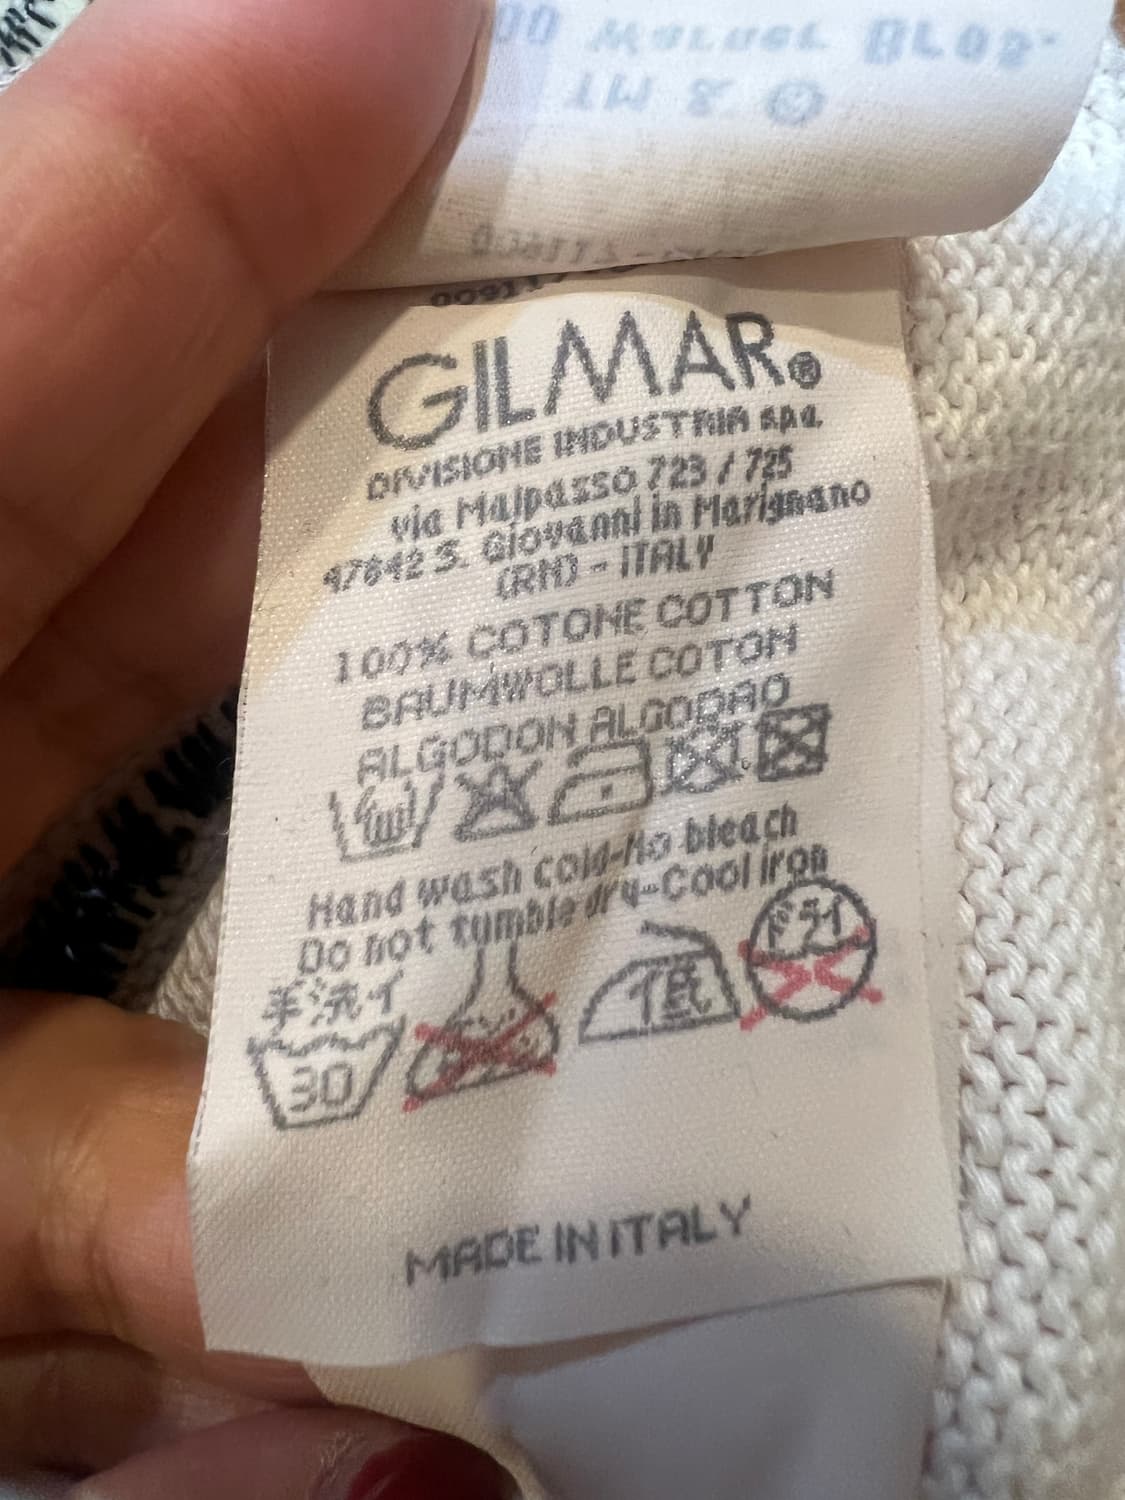 GILMAR®
DIVISIONE INDUSTRIA s.p.a.
via Malpasso 723 / 725
47842 S. Giovanni in Marignano
(RN) - ITALY
100% COTONE COTTON
BAUMWOLLE COTON
ALGODON ALGODAO
Hand wash cold-No bleach
Do not tumble dry-Cool iron
手洗イ
30
低
ドライ
MADE IN ITALY